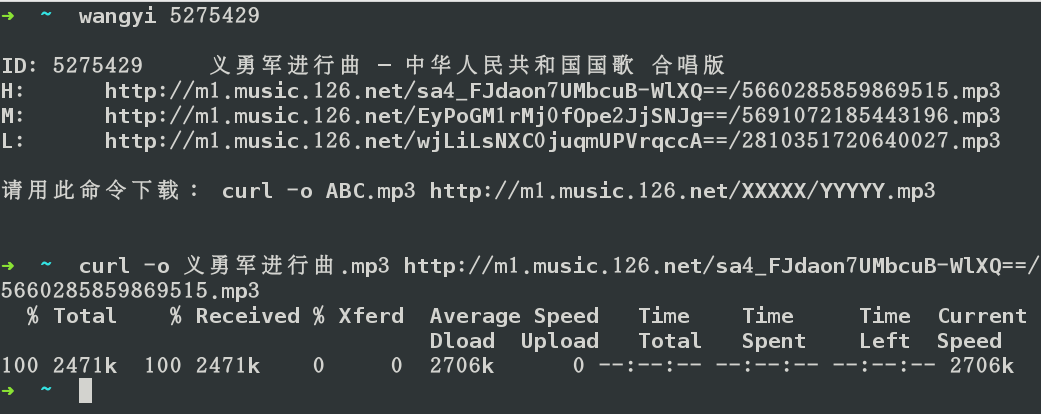 ➜ ~ wangyi 5275429
ID: 5275429 义勇军进行曲 - 中华人民共和国国歌 合唱版
H: http://m1.music.126.net/sa4_FJdaon7UMbcuB-WlXQ==/5660285859869515.mp3
M: http://m1.music.126.net/EyPoGM1rMj0fOpe2JjSNJg==/5691072185443196.mp3
L: http://m1.music.126.net/wjLiLsNXC0juqmUPVrqccA==/2810351720640027.mp3
请用此命令下载： curl -o ABC.mp3 http://m1.music.126.net/XXXXX/YYYYY.mp3
➜ ~ curl -o 义勇军进行曲.mp3 http://m1.music.126.net/sa4_FJdaon7UMbcuB-WlXQ==/
5660285859869515.mp3
% Total % Received % Xferd Average Speed Time Time Time Current
Dload Upload Total Spent Left Speed
100 2471k 100 2471k 0 0 2706k 0 --:--:-- --:--:-- --:--:-- 2706k
➜ ~